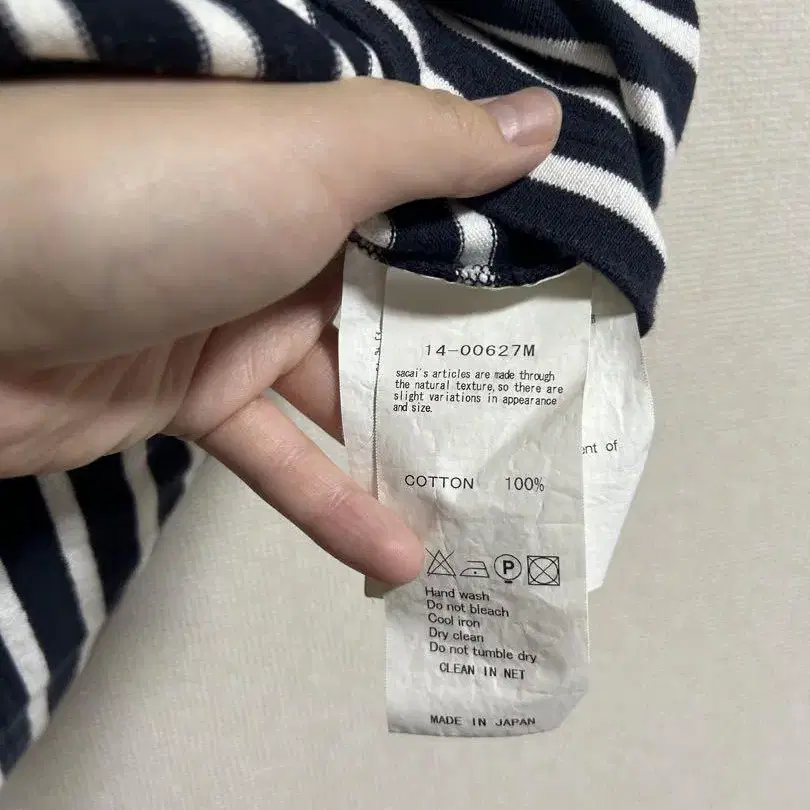 14-00627M
sacai's articles are made through
the natural texture, so there are
slight variations in appearance
and size.
ent of
COTTON 100%
P
Hand wash
Do not bleach
Cool iron
Dry clean
Do not tumble dry
CLEAN IN NET
MADE IN JAPAN